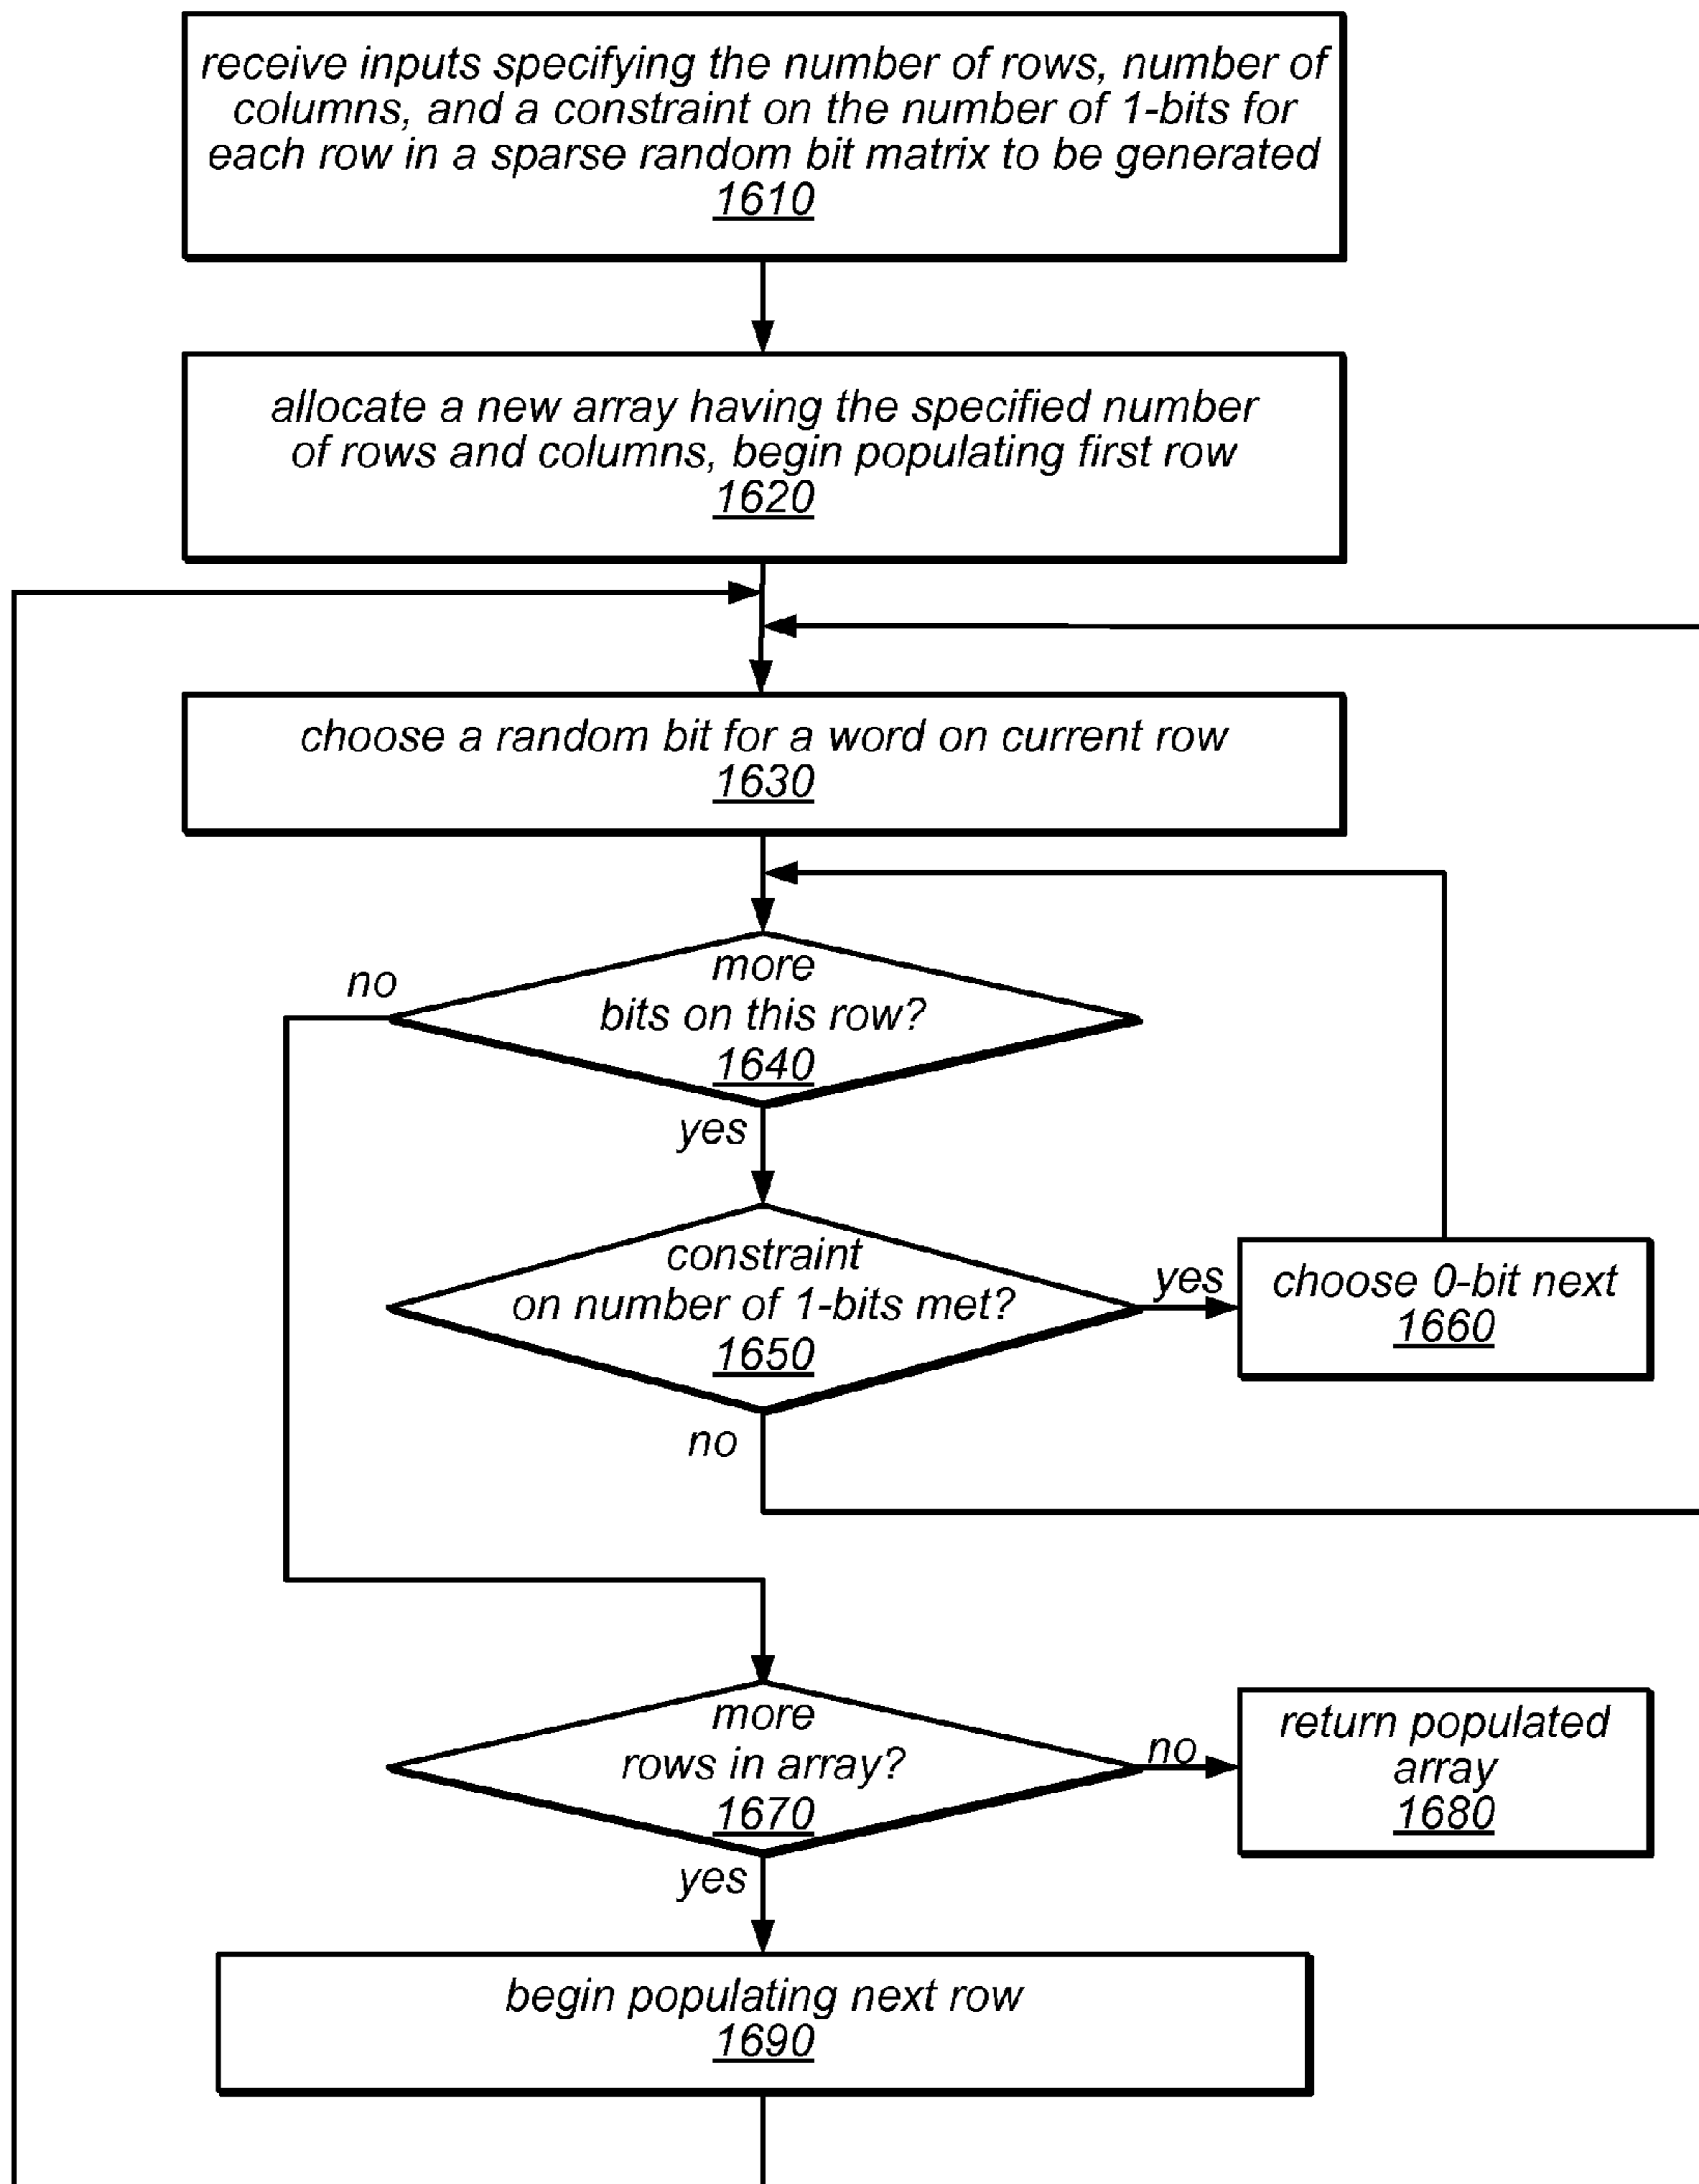 receive inputs specifying the number of rows, number of
columns, and a constraint on the number of 1-bits for
each row in a sparse random bit matrix to be generated
1610
allocate a new array having the specified number
of rows and columns, begin populating first row
1620
choose a random bit for a word on current row
1630
no
more
bits on this row?
1640
yes
constraint
on number of 1-bits met?
1650
yes
choose 0-bit next
1660
no
more
rows in array?
1670
no
return populated
array
1680
yes
begin populating next row
1690